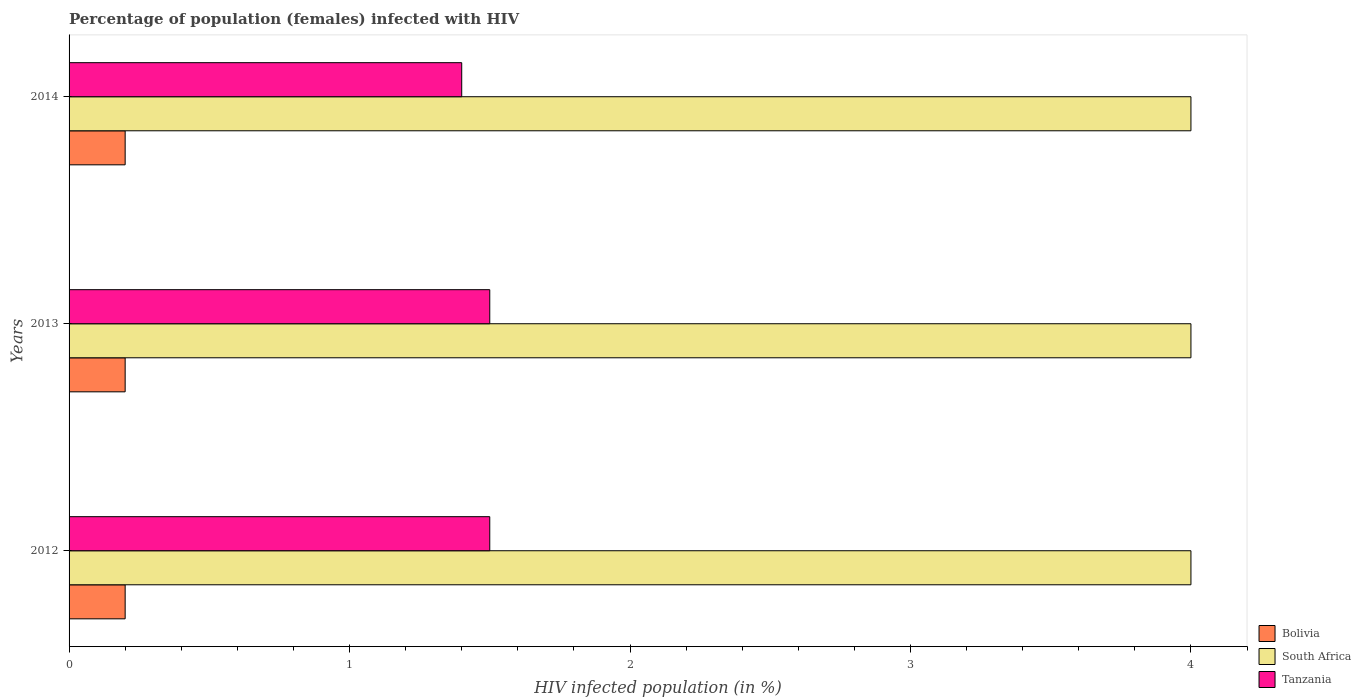 Percentage of population (females) infected with HIV
2014
2013
2012
Years
0
1
2
3
4
HIV infected population (in %)
Bolivia
South Africa
Tanzania